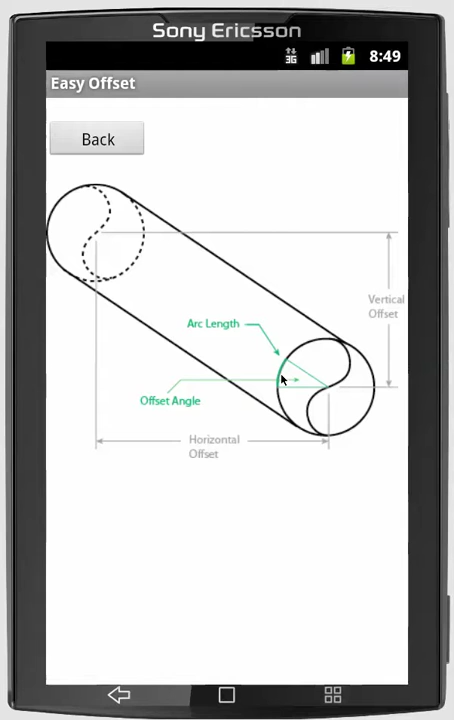 Sony Ericsson
3G 8:49
Easy Offset
Back
Vertical
Offset
Arc Length
Offset Angle
Horizontal
Offset